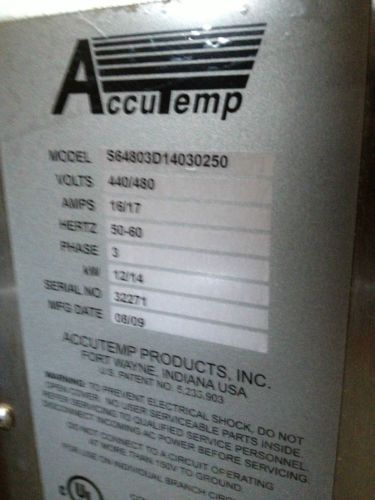 AccuTemp
MODEL S64803D14030250
VOLTS 440/480
AMPS 16/17
HERTZ 50-60
PHASE 3
kW 12/14
SERIAL NO 32271
MFG DATE 08/09
ACCUTEMP PRODUCTS, INC.
FORT WAYNE, INDIANA USA
U.S. PATENT NO. 5,233,903
WARNING: TO PREVENT ELECTRICAL SHOCK, DO NOT
OPEN COVER. NO USER SERVICEABLE PARTS INSIDE.
REFER SERVICING TO QUALIFIED SERVICE PERSONNEL.
DISCONNECT INCOMING AC POWER BEFORE SERVICING.
DO NOT CONNECT TO A CIRCUIT OPERATING
AT MORE THAN 150V TO GROUND.
FOR USE ON INDIVIDUAL BRANCH
C UL